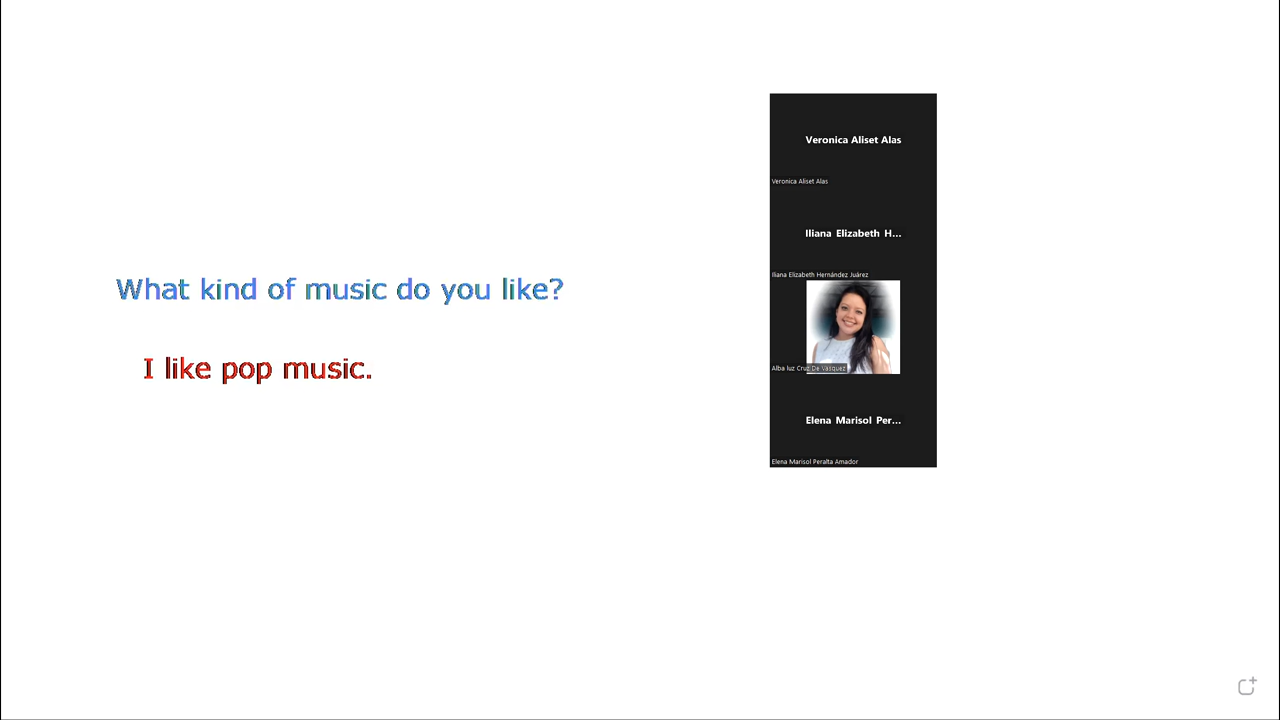 What kind of music do you like?
I like pop music.
Veronica Aliset Alas
Veronica Aliset Alas
Iliana Elizabeth H...
Iliana Elizabeth Hernández Juárez
Alba luz Cruz De Vasquez
Elena Marisol Per...
Elena Marisol Peralta Amador